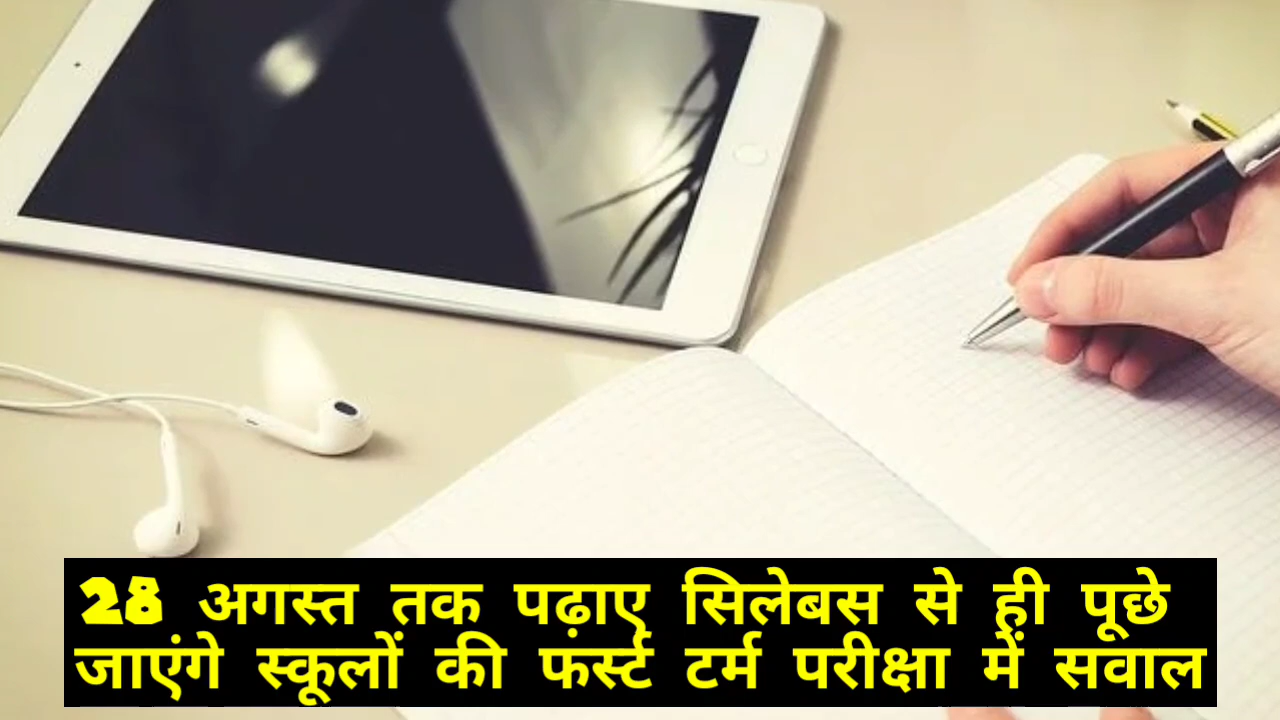 28 अगस्त तक पढ़ाए सिलेबस से ही पूछे
जाएंगे स्कूलों की फर्स्ट टर्म परीक्षा में सवाल